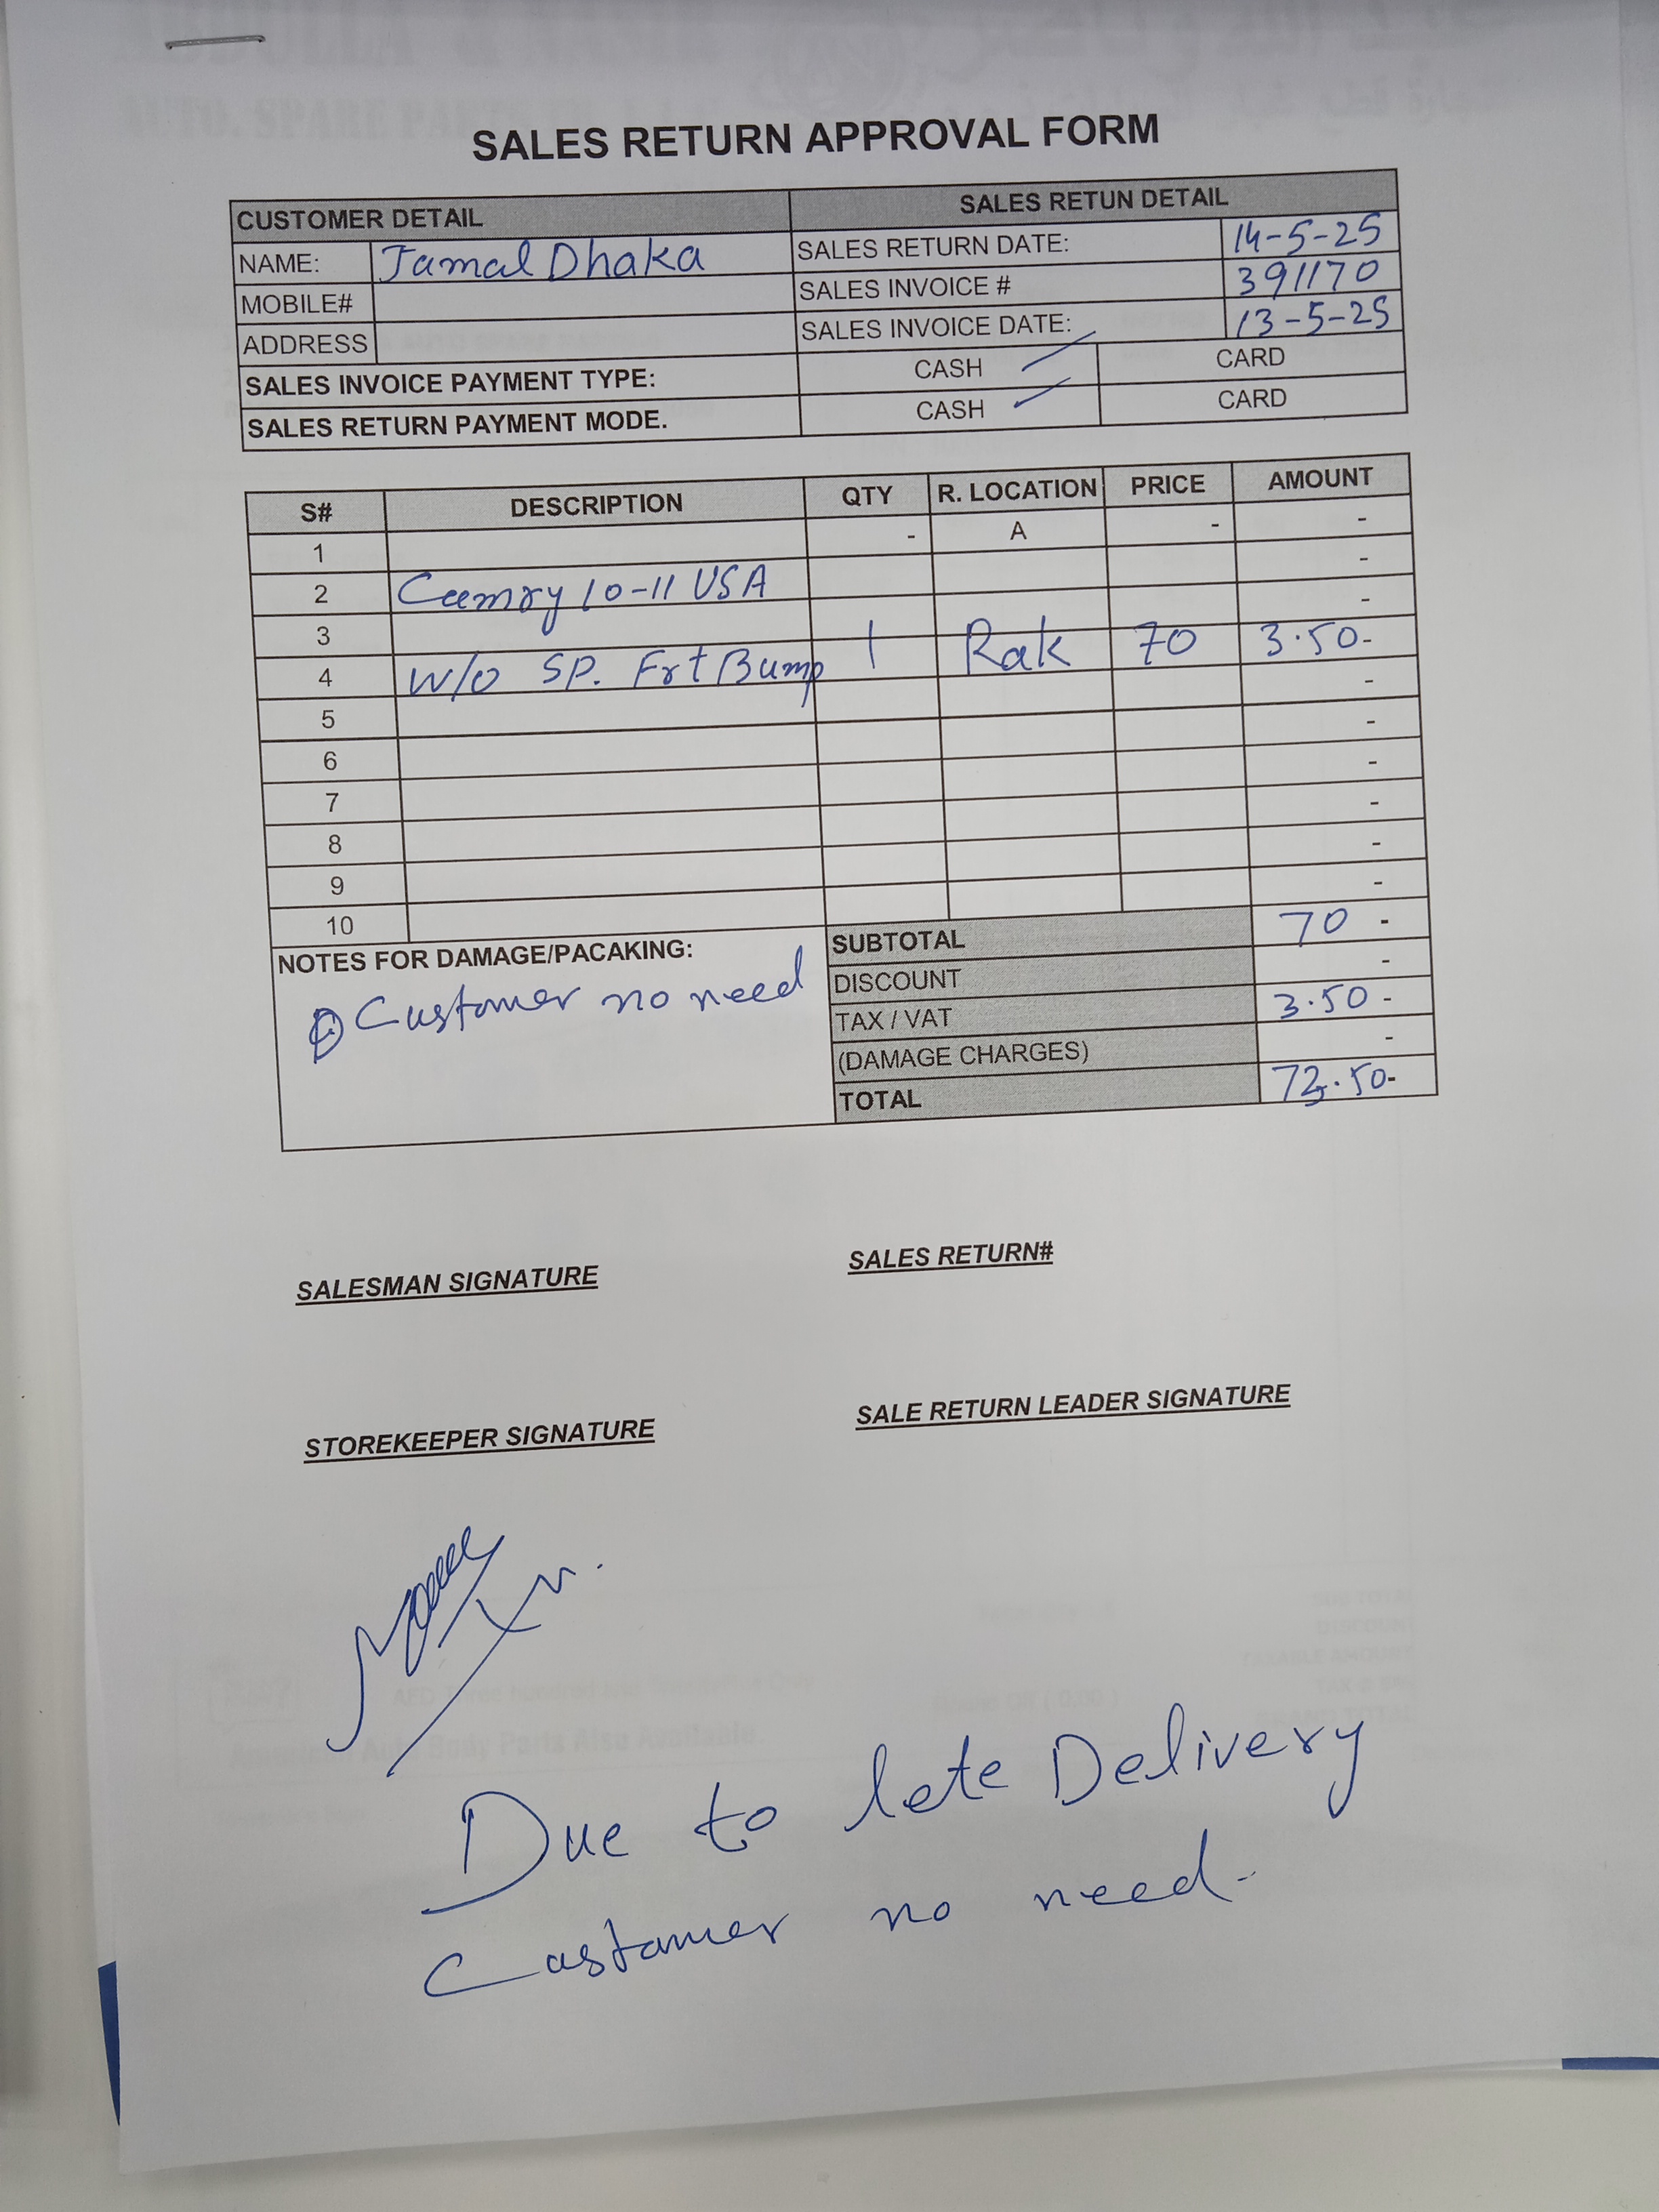 SALES RETURN APPROVAL FORM
CUSTOMER DETAIL SALES RETUN DETAIL
NAME: Jamal Dhaka SALES RETURN DATE: 14-5-25
MOBILE# SALES INVOICE # 391170
ADDRESS SALES INVOICE DATE: 13-5-25
SALES INVOICE PAYMENT TYPE: CASH CARD
SALES RETURN PAYMENT MODE. CASH CARD
S# DESCRIPTION QTY R. LOCATION PRICE AMOUNT
1 - A - -
2 Camry 10-11 USA -
3 -
4 W/O SP. Frt Bump 1 Rak 70 3.50-
5 -
6 -
7 -
8 -
9 -
10 -
NOTES FOR DAMAGE/PACAKING: SUBTOTAL 70 -
Customer no need DISCOUNT -
TAX / VAT 3.50 -
(DAMAGE CHARGES) -
TOTAL 73.50-
SALESMAN SIGNATURE SALES RETURN#
STOREKEEPER SIGNATURE SALE RETURN LEADER SIGNATURE
Due to lete Delivery
Custamer no need-